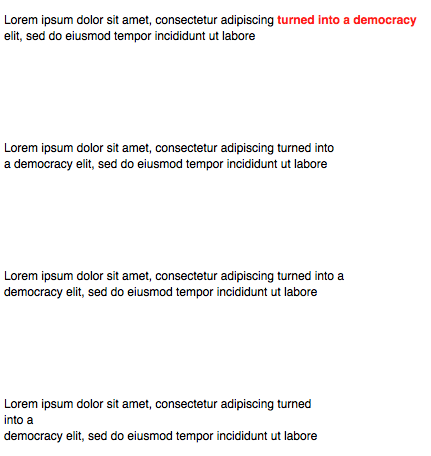 Lorem ipsum dolor sit amet, consectetur adipiscing turned into a democracy
elit, sed do eiusmod tempor incididunt ut labore
Lorem ipsum dolor sit amet, consectetur adipiscing turned into
a democracy elit, sed do eiusmod tempor incididunt ut labore
Lorem ipsum dolor sit amet, consectetur adipiscing turned into a
democracy elit, sed do eiusmod tempor incididunt ut labore
Lorem ipsum dolor sit amet, consectetur adipiscing turned
into a
democracy elit, sed do eiusmod tempor incididunt ut labore